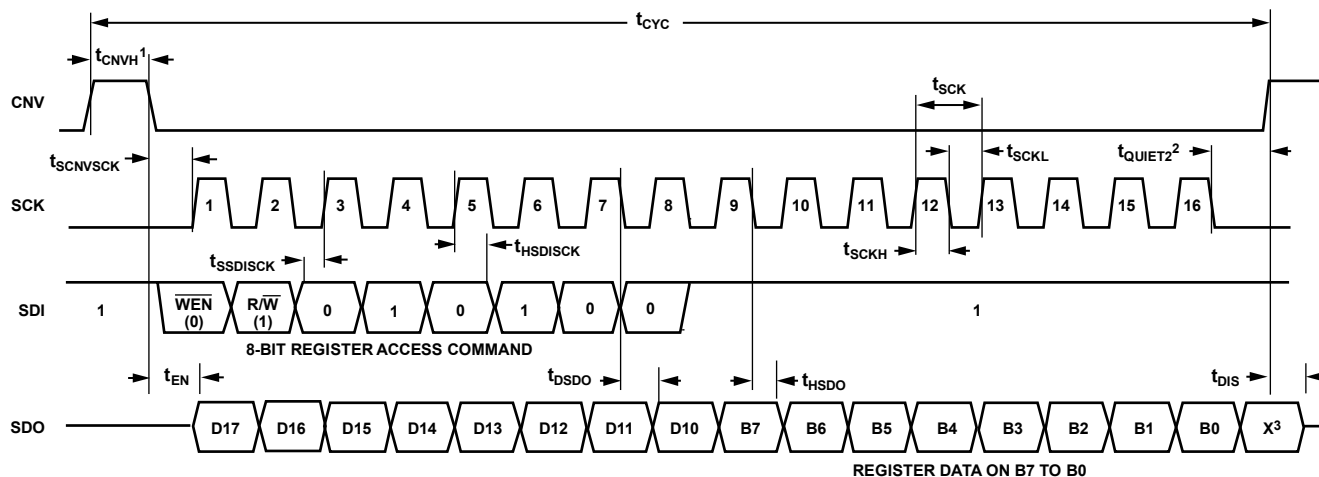 tCYC
tCNVH1
CNV
tSCK
tSCNVSCK
tSCKL
tQUIET22
SCK
1 2 3 4 5 6 7 8 9 10 11 12 13 14 15 16
tSSDISCK
tHSDISCK
tSCKH
SDI
1
WEN (0)
R/W (1)
0 1 0 1 0 0
1
8-BIT REGISTER ACCESS COMMAND
tEN
tDSDO
tHSDO
tDIS
SDO
D17 D16 D15 D14 D13 D12 D11 D10 B7 B6 B5 B4 B3 B2 B1 B0 X3
REGISTER DATA ON B7 TO B0